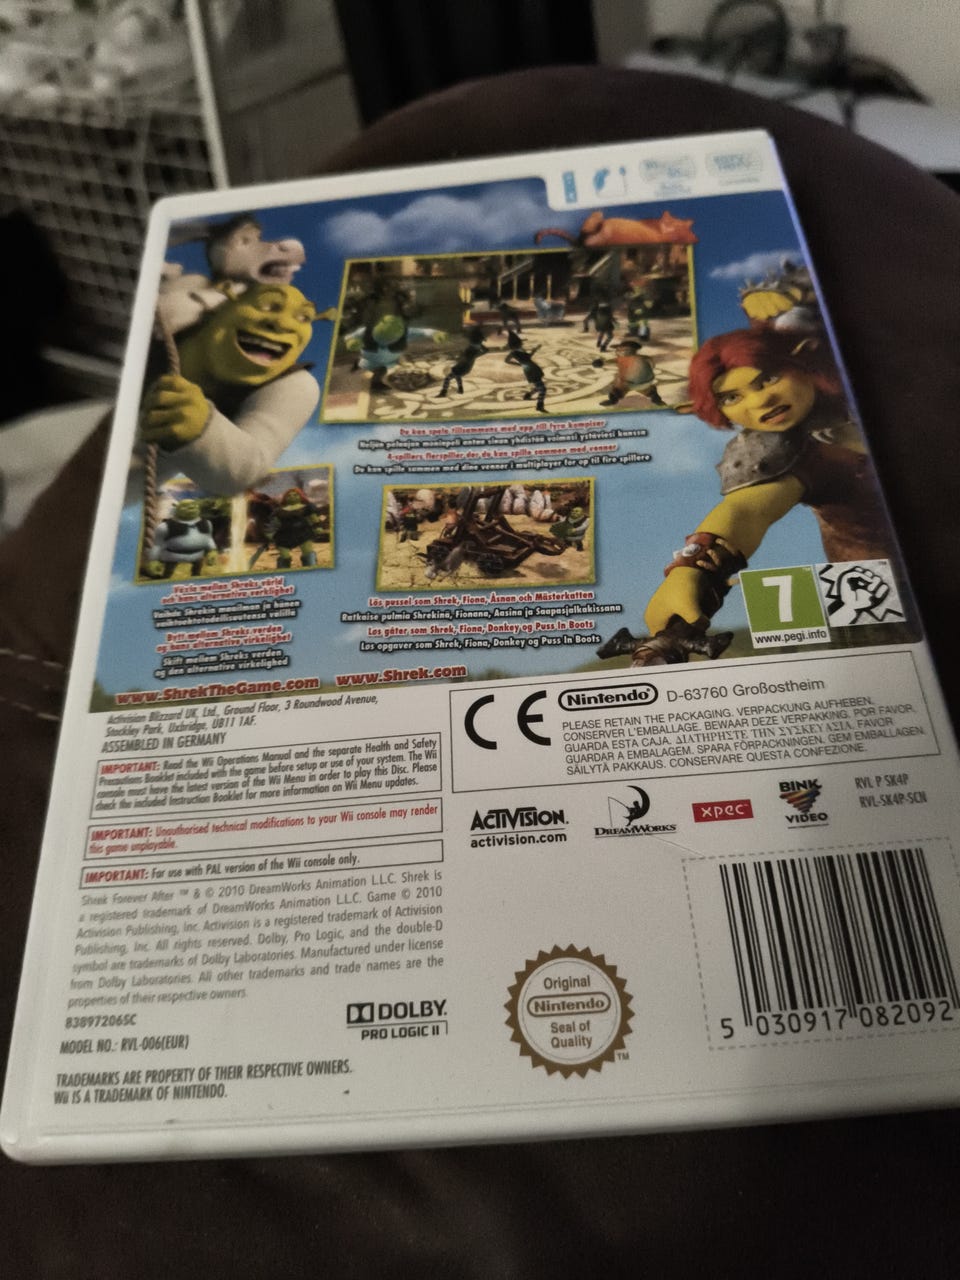 Du kan spela tillsammans med upp till fyra kompisar
Neljän pelaajan moninpeli antaa sinun yhdistää voimasi ystäviesi kanssa
4-spillers flerspiller der du kan spille sammen med venner
Du kan spille sammen med dine venner i multiplayer for op til fire spillere
Växla mellan Shreks värld
och hans alternativa verklighet
Vaihda Shrekin maailman ja hänen
vaihtoehtotodellisuutensa välillä
Bytt mellom Shreks verden
og hans alternative virkelighet
Skift mellem Shreks verden
og den alternative virkelighed
Lös pussel som Shrek, Fiona, Åsnan och Mästerkatten
Ratkaise pulmia Shrekinä, Fionana, Aasina ja Saapasjalkakissana
Løs gåter som Shrek, Fiona, Donkey og Puss In Boots
Løs opgaver som Shrek, Fiona, Donkey og Puss In Boots
7
www.pegi.info
www.ShrekTheGame.com www.Shrek.com
Activision Blizzard UK, Ltd., Ground Floor, 3 Roundwood Avenue,
Stockley Park, Uxbridge, UB11 1AF.
ASSEMBLED IN GERMANY
IMPORTANT: Read the Wii Operations Manual and the separate Health and Safety
Precautions Booklet included with the game before setup or use of your system. The Wii
console must have the latest version of the Wii Menu in order to play this Disc. Please
check the included Instruction Booklet for more information on Wii Menu updates.
IMPORTANT: Unauthorised technical modifications to your Wii console may render
this game unplayable.
IMPORTANT: For use with PAL version of the Wii console only.
Shrek Forever After ™ & © 2010 DreamWorks Animation L.L.C. Shrek is
a registered trademark of DreamWorks Animation L.L.C. Game © 2010
Activision Publishing, Inc. Activision is a registered trademark of Activision
Publishing, Inc. All rights reserved. Dolby, Pro Logic, and the double-D
symbol are trademarks of Dolby Laboratories. Manufactured under license
from Dolby Laboratories. All other trademarks and trade names are the
properties of their respective owners.
83897206SC
MODEL NO.: RVL-006(EUR)
TRADEMARKS ARE PROPERTY OF THEIR RESPECTIVE OWNERS.
Wii IS A TRADEMARK OF NINTENDO.
DOLBY
PRO LOGIC II
CE Nintendo D-63760 Großostheim
PLEASE RETAIN THE PACKAGING. VERPACKUNG AUFHEBEN.
CONSERVER L'EMBALLAGE. BEWAAR DEZE VERPAKKING. POR FAVOR,
GUARDA ESTA CAJA. ΔΙΑΤΗΡΗΣΤΕ ΤΗΝ ΣΥΣΚΕΥΑΣΙΑ. FAVOR
GUARDAR A EMBALAGEM. SPARA FÖRPACKNINGEN. GEM EMBALLAGEN.
SÄILYTÄ PAKKAUS. CONSERVARE QUESTA CONFEZIONE.
ACTIVISION.
activision.com
DREAMWORKS
xpec
BINK
VIDEO
RVL P SK4P
RVL-SK4P-SCN
Original
Nintendo
Seal of
Quality
TM
5 030917 082092